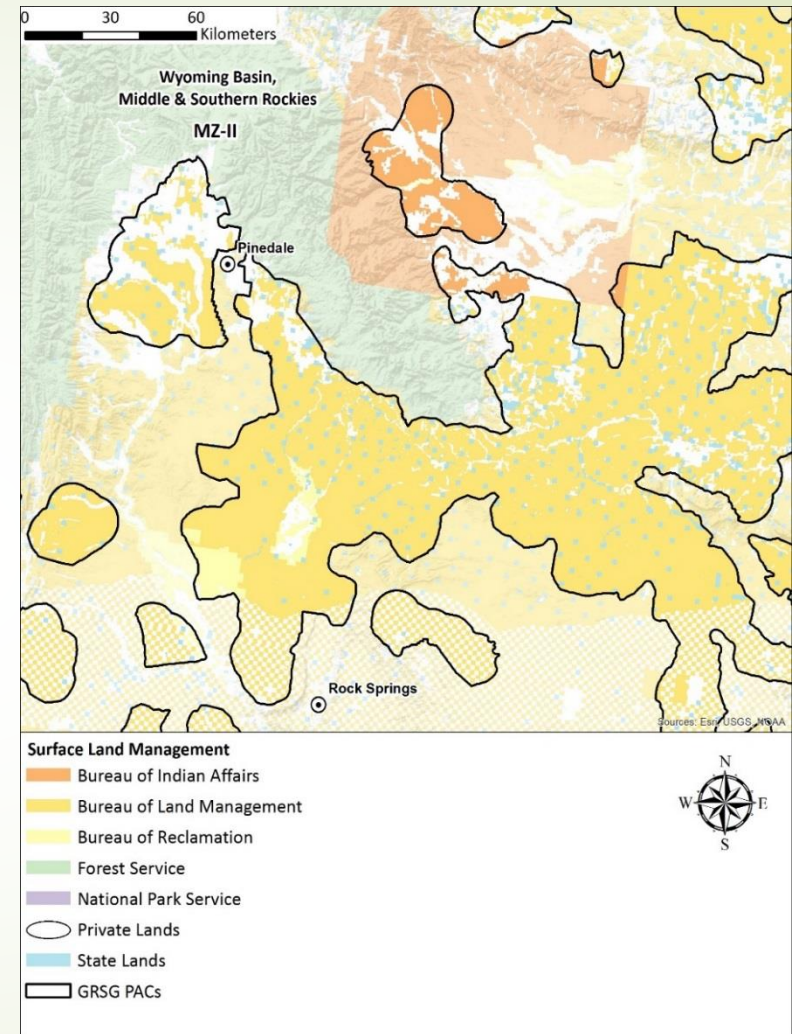 0 30 60
Kilometers
Wyoming Basin,
Middle & Southern Rockies
MZ-II
Pinedale
Rock Springs
Sources: Esri, USGS, NOAA
Surface Land Management
Bureau of Indian Affairs
Bureau of Land Management
Bureau of Reclamation
Forest Service
National Park Service
Private Lands
State Lands
GRSG PACs
N
W E
S